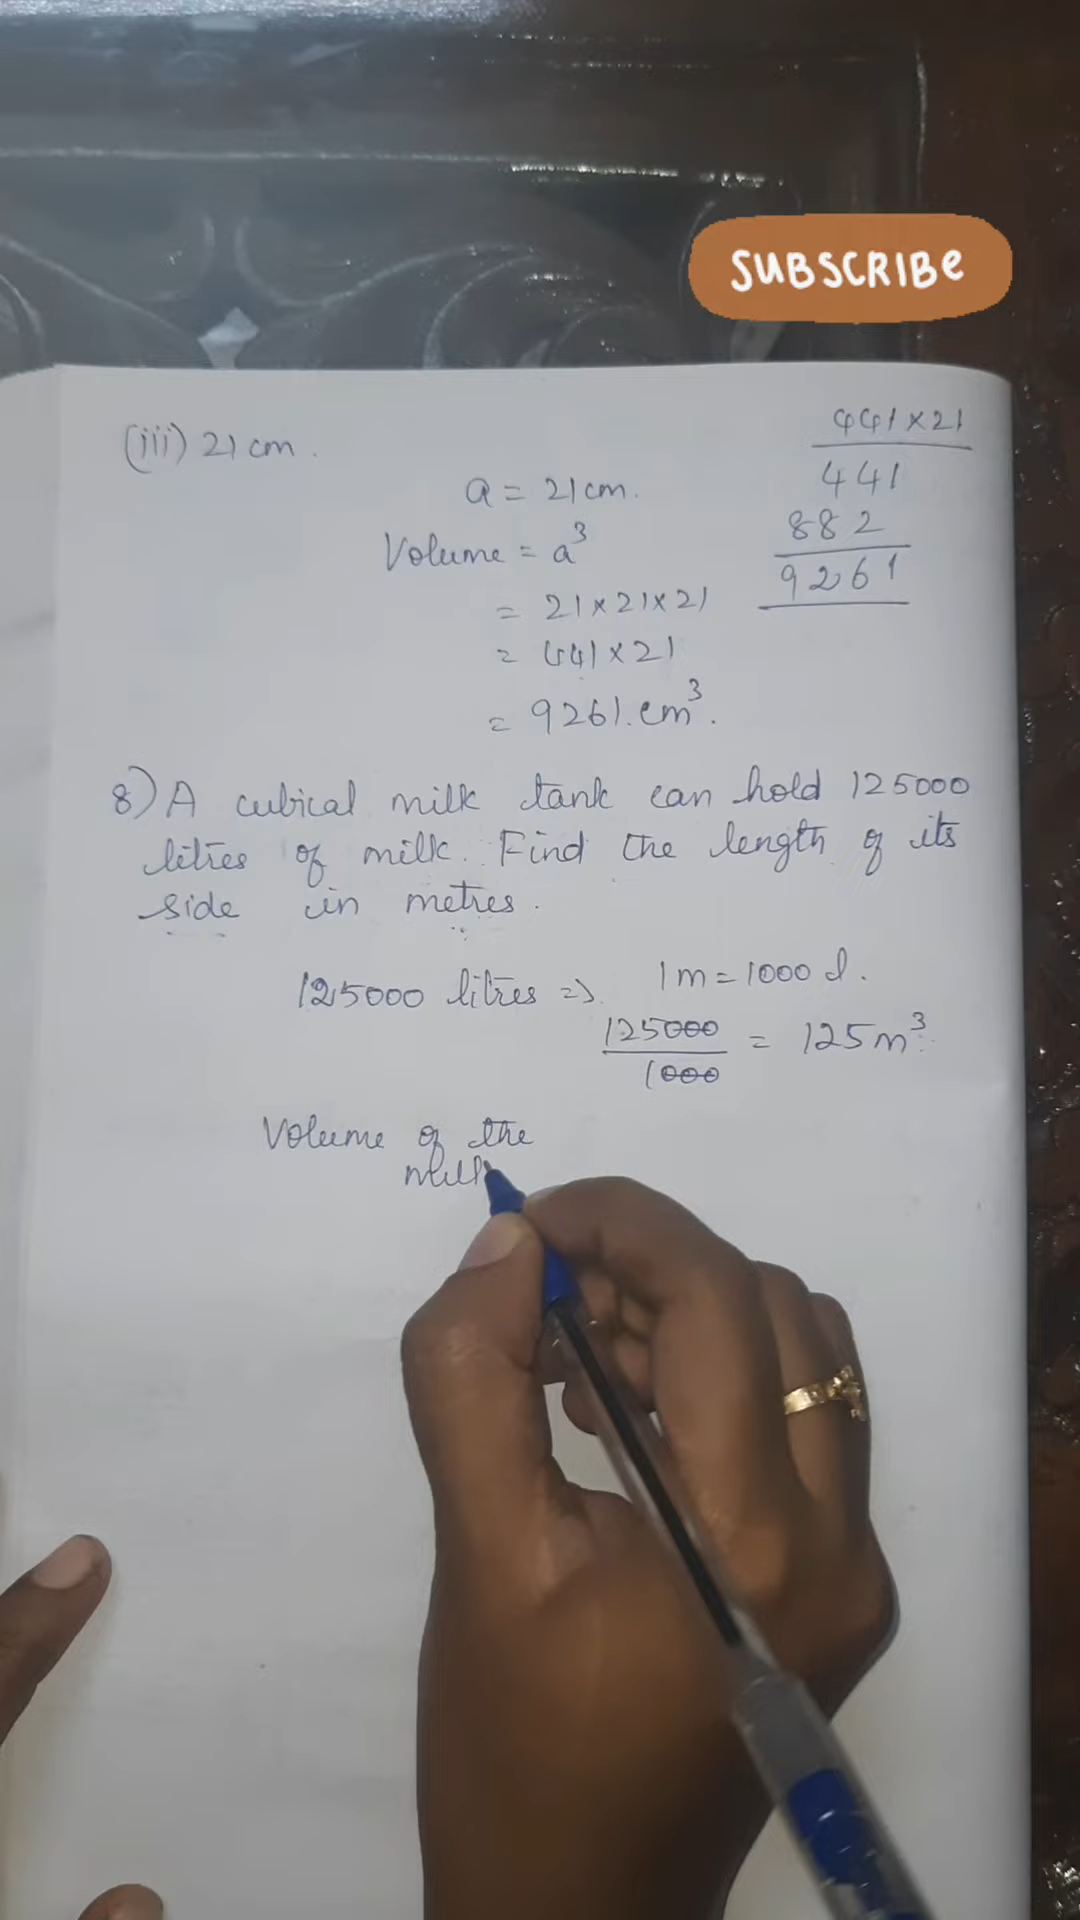 SUBSCRIBe
(iii) 21 cm.
441 x 21
441
882
9261
a = 21 cm.
Volume = a³
= 21 x 21 x 21
= 441 x 21
= 9261. cm³.
8) A cubical milk tank can hold 125000
litres of milk. Find the length of its
side in metres.
125000 litres => 1 m = 1000 l.
125000
1000
= 125 m³.
Volume of the
milk